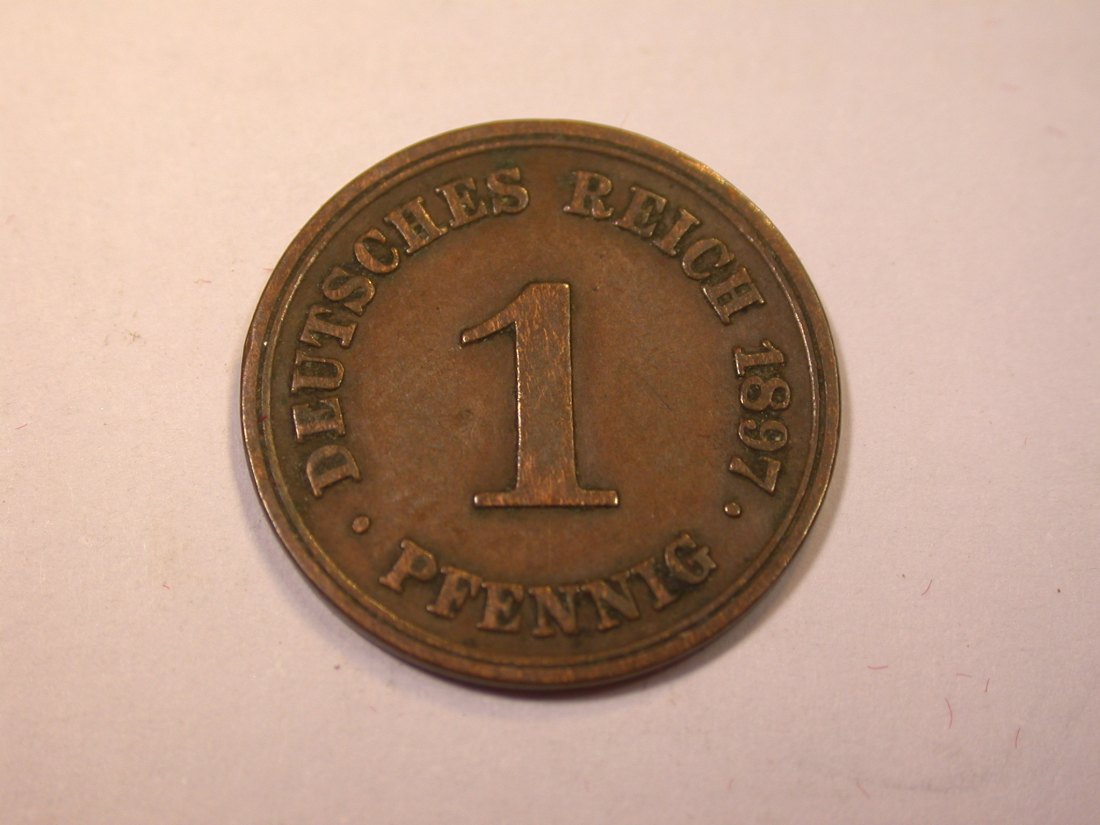 DEUTSCHES REICH 1897
1
· PFENNIG ·